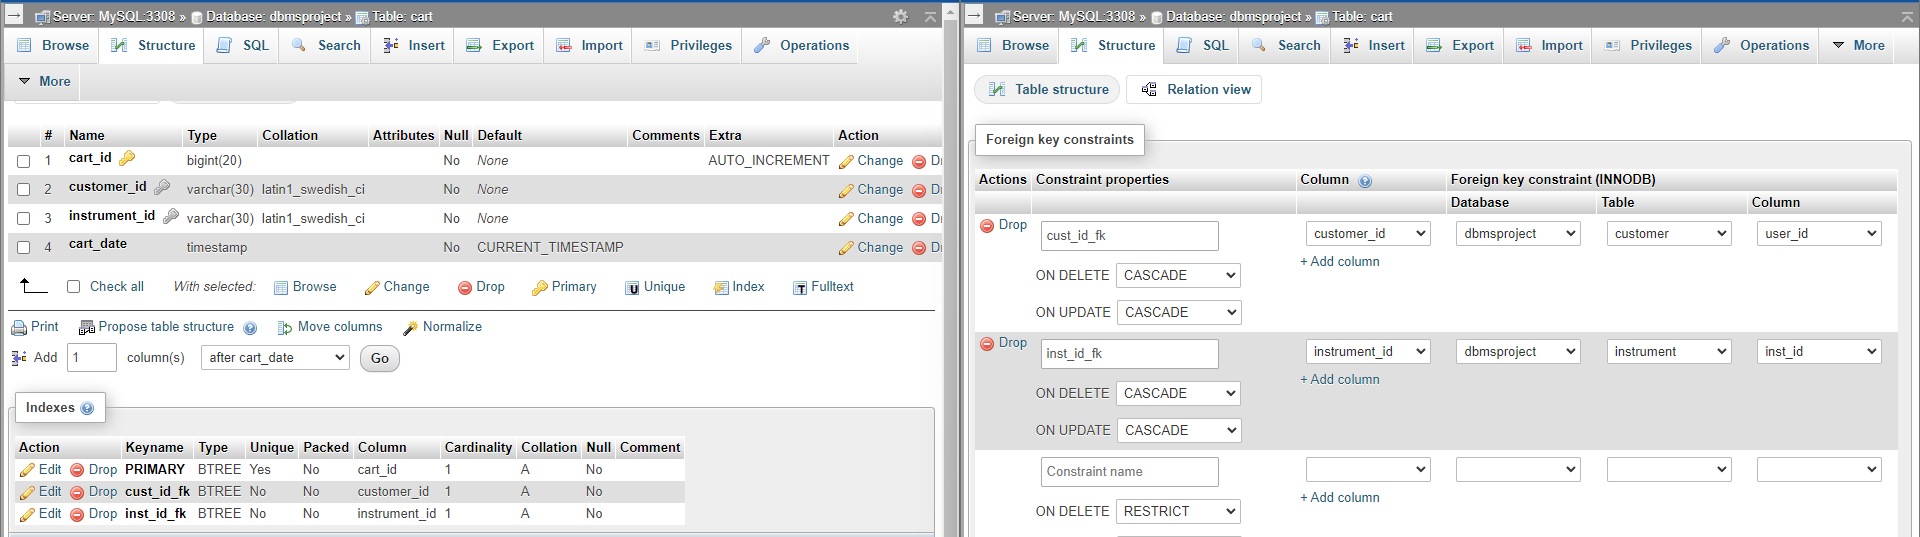 Server: MySQL:3308 » Database: dbmsproject » Table: cart
Browse Structure SQL Search Insert Export Import Privileges Operations
More
# Name Type Collation Attributes Null Default Comments Extra Action
1 cart_id bigint(20) No None AUTO_INCREMENT Change
2 customer_id varchar(30) latin1_swedish_ci No None Change
3 instrument_id varchar(30) latin1_swedish_ci No None Change
4 cart_date timestamp No CURRENT_TIMESTAMP Change
Check all With selected: Browse Change Drop Primary Unique Index Fulltext
Print Propose table structure Move columns Normalize
Add 1 column(s) after cart_date Go
Indexes
Action Keyname Type Unique Packed Column Cardinality Collation Null Comment
Edit Drop PRIMARY BTREE Yes No cart_id 1 A No
Edit Drop cust_id_fk BTREE No No customer_id 1 A No
Edit Drop inst_id_fk BTREE No No instrument_id 1 A No
Server: MySQL:3308 » Database: dbmsproject » Table: cart
Browse Structure SQL Search Insert Export Import Privileges Operations More
Table structure Relation view
Foreign key constraints
Actions Constraint properties Column Foreign key constraint (INNODB)
Database Table Column
Drop cust_id_fk customer_id dbmsproject customer user_id
+ Add column
ON DELETE CASCADE
ON UPDATE CASCADE
Drop inst_id_fk instrument_id dbmsproject instrument inst_id
+ Add column
ON DELETE CASCADE
ON UPDATE CASCADE
Constraint name
+ Add column
ON DELETE RESTRICT